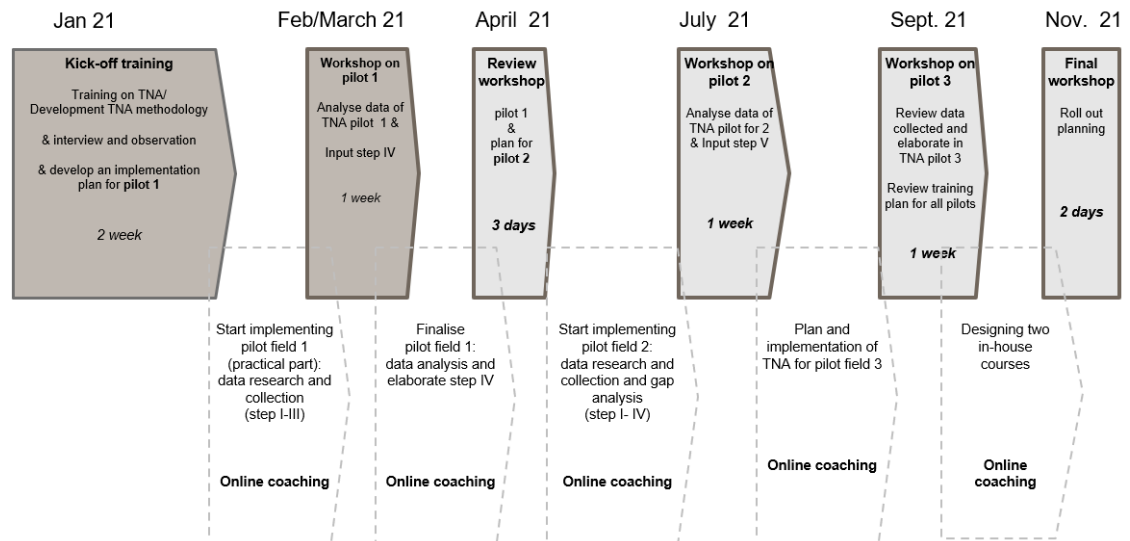 Jan 21
Feb/March 21
April 21
July 21
Sept. 21
Nov. 21
Kick-off training
Training on TNA/
Development TNA methodology
& interview and observation
& develop an implementation
plan for pilot 1
2 week
Workshop on
pilot 1
Analyse data of
TNA pilot 1 &
Input step IV
1 week
Review
workshop
pilot 1
&
plan for
pilot 2
3 days
Workshop on
pilot 2
Analyse data of
TNA pilot for 2
& Input step V
1 week
Workshop on
pilot 3
Review data
collected and
elaborate in
TNA pilot 3
Review training
plan for all pilots
1 week
Final
workshop
Roll out
planning
2 days
Start implementing
pilot field 1
(practical part):
data research and
collection
(step I-III)
Online coaching
Finalise
pilot field 1:
data analysis and
elaborate step IV
Online coaching
Start implementing
pilot field 2:
data research and
collection and gap
analysis
(step I- IV)
Online coaching
Plan and
implementation of
TNA for pilot field 3
Online coaching
Designing two
in-house
courses
Online
coaching